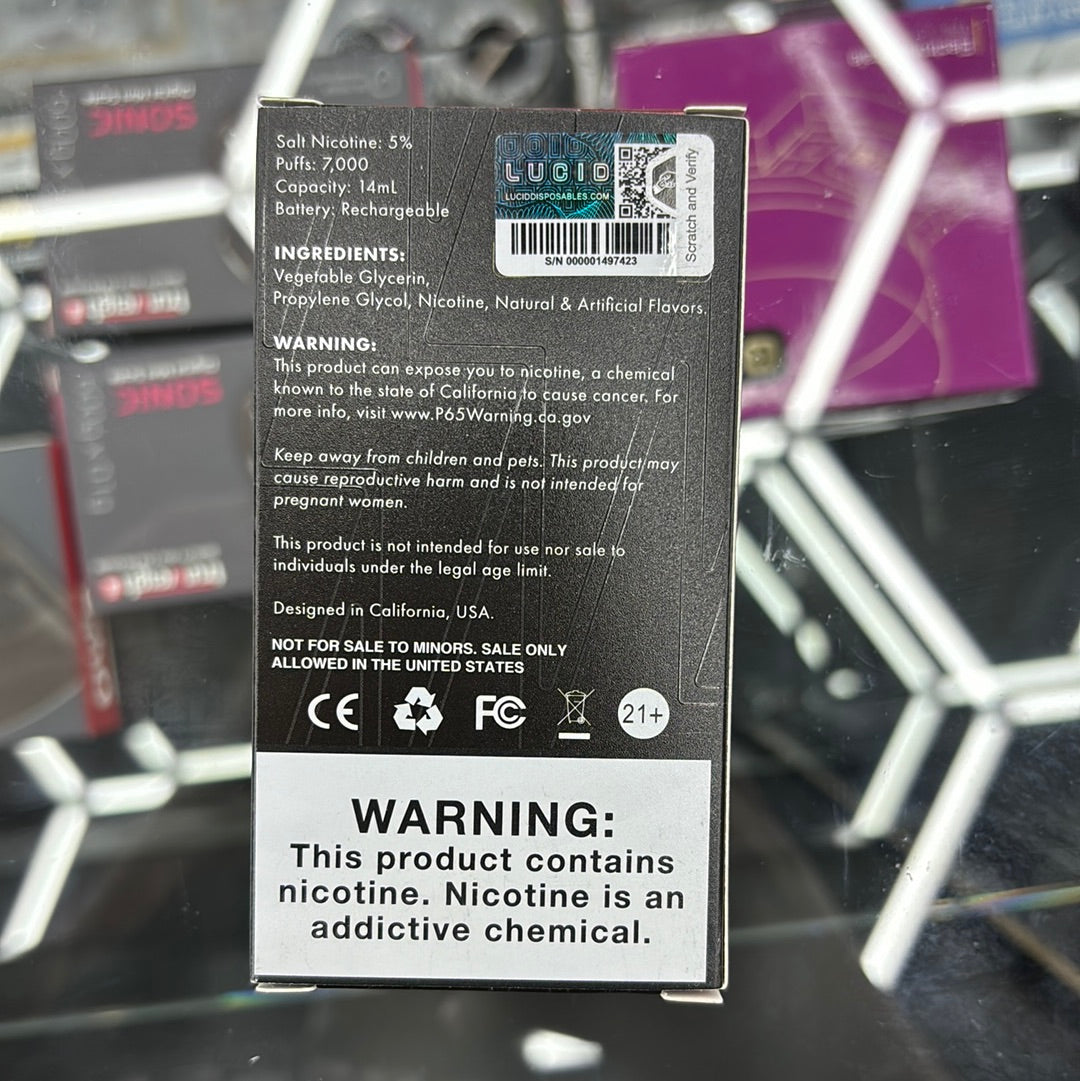 Salt Nicotine: 5%
Puffs: 7,000
Capacity: 14mL
Battery: Rechargeable
LUCID
LUCIDDISPOSABLES.COM
S/N 000001497423
Scratch and Verify
INGREDIENTS:
Vegetable Glycerin,
Propylene Glycol, Nicotine, Natural & Artificial Flavors.
WARNING:
This product can expose you to nicotine, a chemical
known to the state of California to cause cancer. For
more info, visit www.P65Warning.ca.gov
Keep away from children and pets. This product may
cause reproductive harm and is not intended for
pregnant women.
This product is not intended for use nor sale to
individuals under the legal age limit.
Designed in California, USA.
NOT FOR SALE TO MINORS. SALE ONLY
ALLOWED IN THE UNITED STATES
CE FC 21+
WARNING:
This product contains
nicotine. Nicotine is an
addictive chemical.
SONIC
SONIC